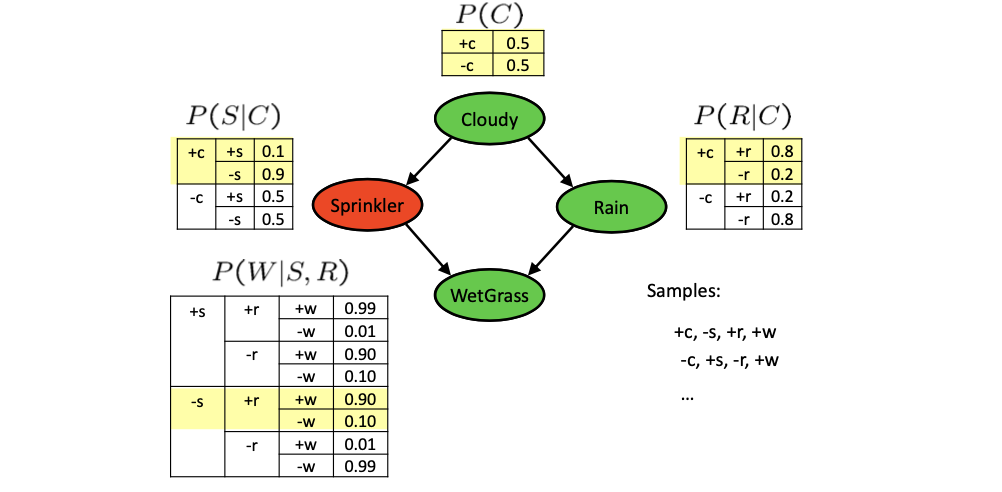 P(C)
+c 0.5
-c 0.5
Cloudy
P(S|C)
+c +s 0.1
-s 0.9
-c +s 0.5
-s 0.5
P(R|C)
+c +r 0.8
-r 0.2
-c +r 0.2
-r 0.8
Sprinkler
Rain
WetGrass
P(W|S, R)
+s +r +w 0.99
-w 0.01
-r +w 0.90
-w 0.10
-s +r +w 0.90
-w 0.10
-r +w 0.01
-w 0.99
Samples:
+c, -s, +r, +w
-c, +s, -r, +w
...